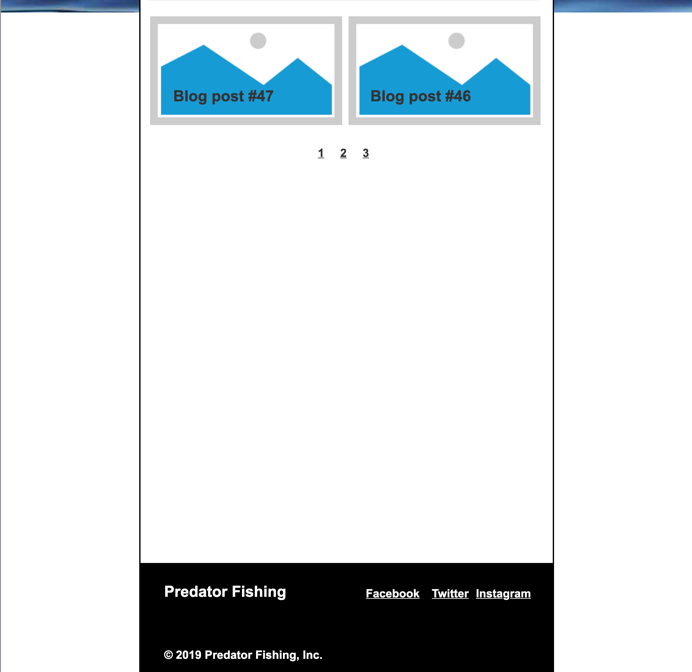 Blog post #47
Blog post #46
1 2 3
Predator Fishing
Facebook Twitter Instagram
© 2019 Predator Fishing, Inc.